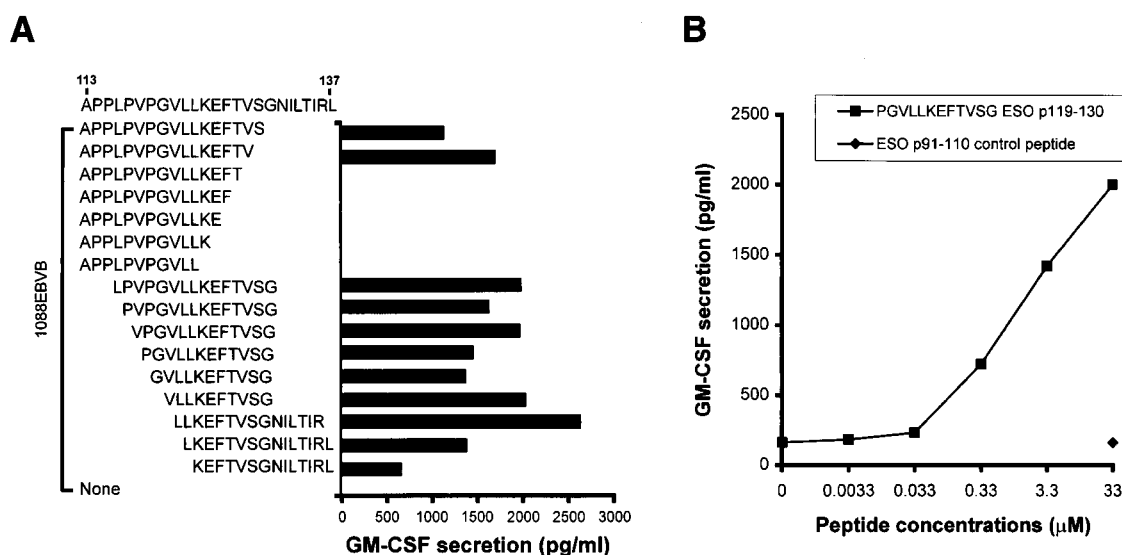 A
113 137
APPLPVPGVLLKEFTVSGNILTIRL
1088EBVB
APPLPVPGVLLKEFTVS
APPLPVPGVLLKEFTV
APPLPVPGVLLKEFT
APPLPVPGVLLKEF
APPLPVPGVLLKE
APPLPVPGVLLK
APPLPVPGVLL
LPVPGVLLKEFTVSG
PVPGVLLKEFTVSG
VPGVLLKEFTVSG
PGVLLKEFTVSG
GVLLKEFTVSG
VLLKEFTVSG
LLKEFTVSGNILTIR
LKEFTVSGNILTIRL
KEFTVSGNILTIRL
None
0 500 1000 1500 2000 2500 3000
GM-CSF secretion (pg/ml)
B
PGVLLKEFTVSG ESO p119-130
ESO p91-110 control peptide
GM-CSF secretion (pg/ml)
2500
2000
1500
1000
500
0
0 0.0033 0.033 0.33 3.3 33
Peptide concentrations (μM)